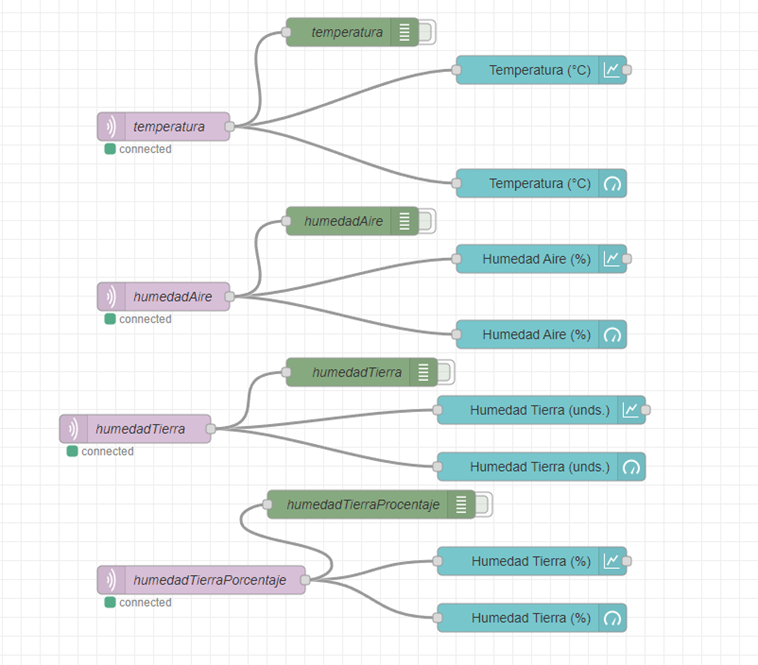 temperatura
Temperatura (°C)
temperatura
connected
Temperatura (°C)
humedadAire
Humedad Aire (%)
humedadAire
connected
Humedad Aire (%)
humedadTierra
Humedad Tierra (unds.)
humedadTierra
connected
Humedad Tierra (unds.)
humedadTierraProcentaje
Humedad Tierra (%)
humedadTierraPorcentaje
connected
Humedad Tierra (%)